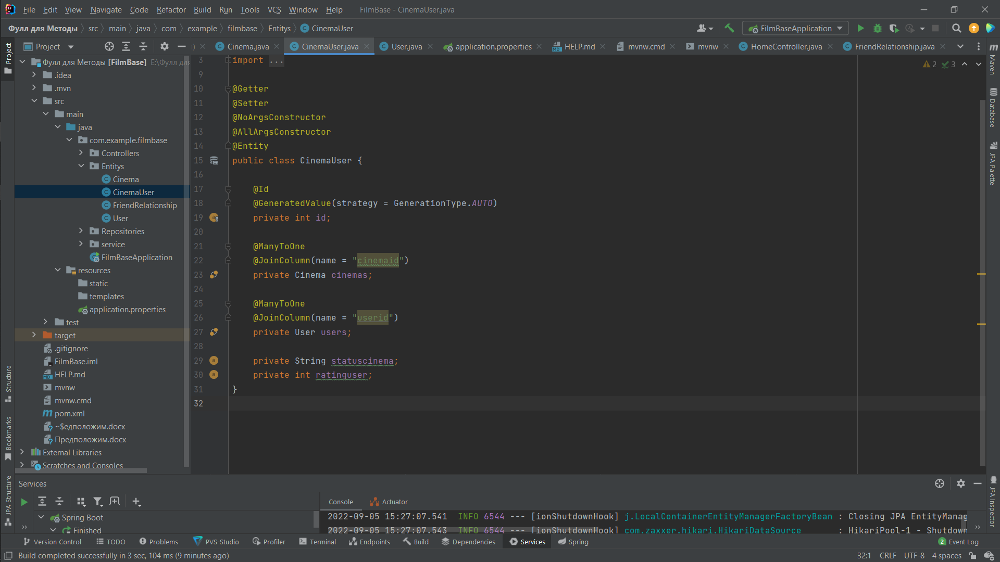 File Edit View Navigate Code Refactor Build Run Tools VCS Window Help FilmBase - CinemaUser.java
Фулл для Методы src main java com example filmbase Entitys CinemaUser FilmBaseApplication
Project Cinema.java CinemaUser.java User.java application.properties HELP.md mvnw.cmd mvnw HomeController.java FriendRelationship.java
Project
Structure
Bookmarks
JPA Structure
Фулл для Методы [FilmBase] E:\Фулл для
.idea
.mvn
src
main
java
com.example.filmbase
Controllers
Entitys
Cinema
CinemaUser
FriendRelationship
User
Repositories
service
FilmBaseApplication
resources
static
templates
application.properties
test
target
.gitignore
FilmBase.iml
HELP.md
mvnw
mvnw.cmd
pom.xml
~$едположим.docx
Предположим.docx
External Libraries
Scratches and Consoles
3 import ...
9
10 @Getter
11 @Setter
12 @NoArgsConstructor
13 @AllArgsConstructor
14 @Entity
15 public class CinemaUser {
16
17 @Id
18 @GeneratedValue(strategy = GenerationType.AUTO)
19 private int id;
20
21 @ManyToOne
22 @JoinColumn(name = "cinemaid")
23 private Cinema cinemas;
24
25 @ManyToOne
26 @JoinColumn(name = "userid")
27 private User users;
28
29 private String statuscinema;
30 private int ratinguser;
31 }
32
2 3
Maven
Database
JPA Palette
JPA Inspector
Services
Console Actuator
Spring Boot
Finished
2022-09-05 15:27:07.541 INFO 6544 --- [ionShutdownHook] j.LocalContainerEntityManagerFactoryBean : Closing JPA EntityManag
2022-09-05 15:27:07.543 INFO 6544 --- [ionShutdownHook] com.zaxxer.hikari.HikariDataSource : HikariPool-1 - Shutdown
Version Control TODO Problems PVS-Studio Profiler Terminal Endpoints Build Dependencies Services Spring 2 Event Log
Build completed successfully in 3 sec, 104 ms (9 minutes ago) 32:1 CRLF UTF-8 4 spaces